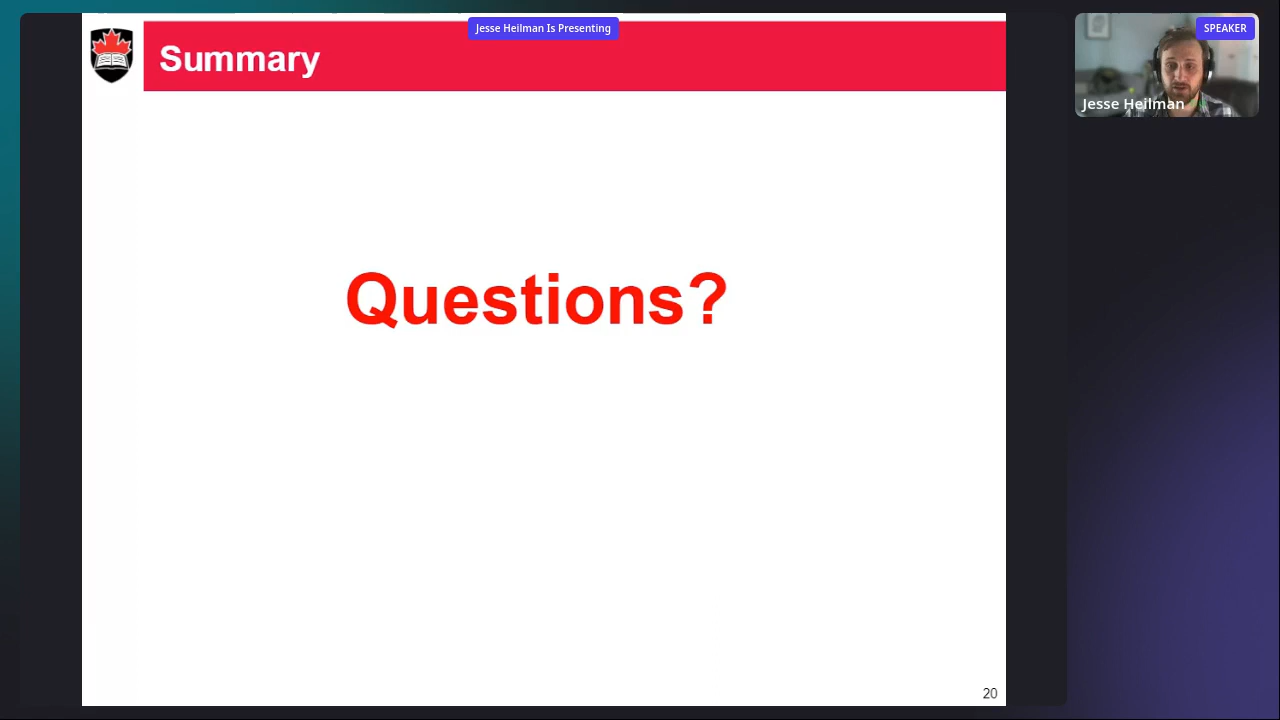 Jesse Heilman Is Presenting
SPEAKER
Summary
Jesse Heilman
Questions?
20